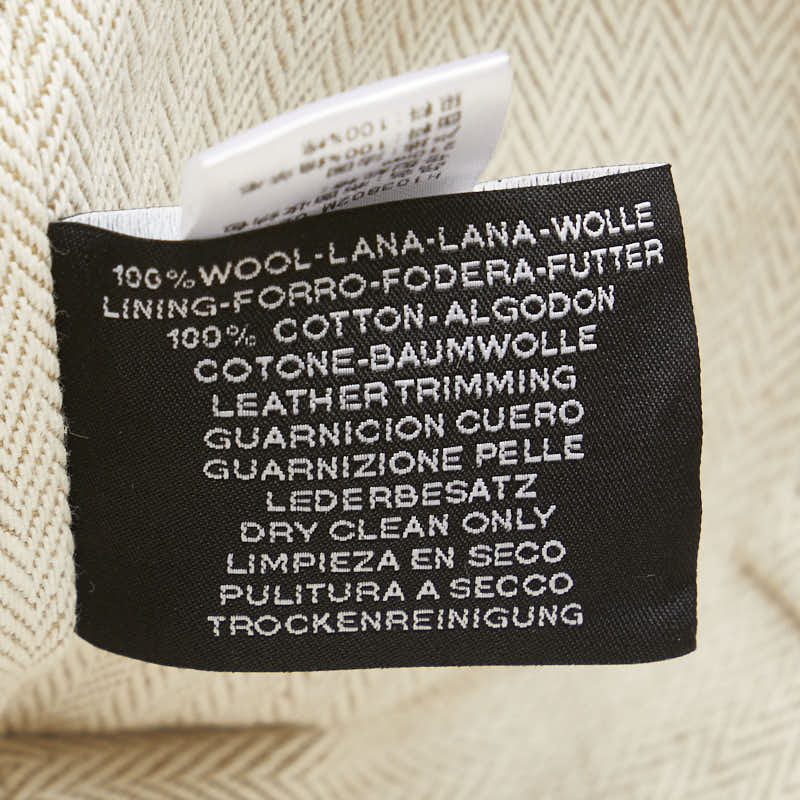 100% WOOL-LANA-LANA-WOLLE
LINING-FORRO-FODERA-FUTTER
100% COTTON-ALGODON
COTONE-BAUMWOLLE
LEATHER TRIMMING
GUARNICION CUERO
GUARNIZIONE PELLE
LEDERBESATZ
DRY CLEAN ONLY
LIMPIEZA EN SECO
PULITURA A SECCO
TROCKENREINIGUNG